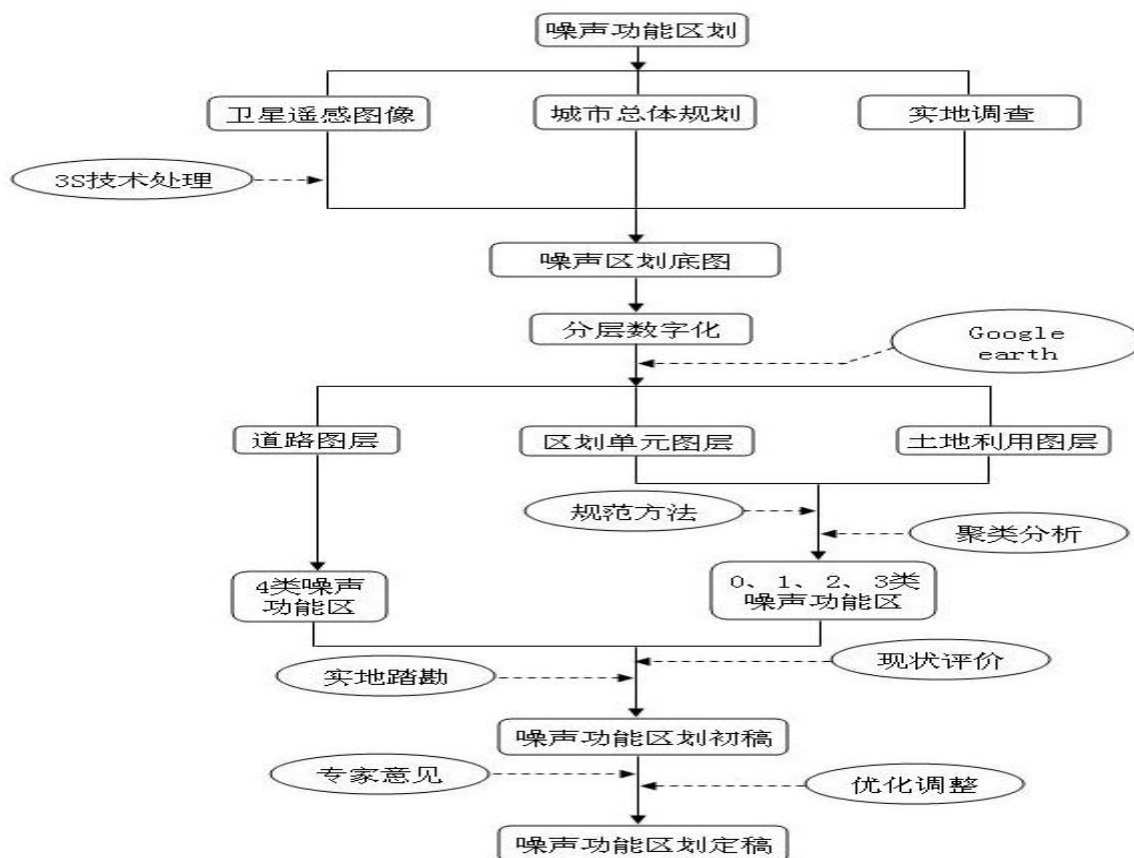 噪声功能区划
卫星遥感图像
城市总体规划
实地调查
3S技术处理
噪声区划底图
分层数字化
Google
earth
道路图层
区划单元图层
土地利用图层
规范方法
聚类分析
4类噪声
功能区
0、1、2、3类
噪声功能区
实地踏勘
现状评价
噪声功能区划初稿
专家意见
优化调整
噪声功能区划定稿